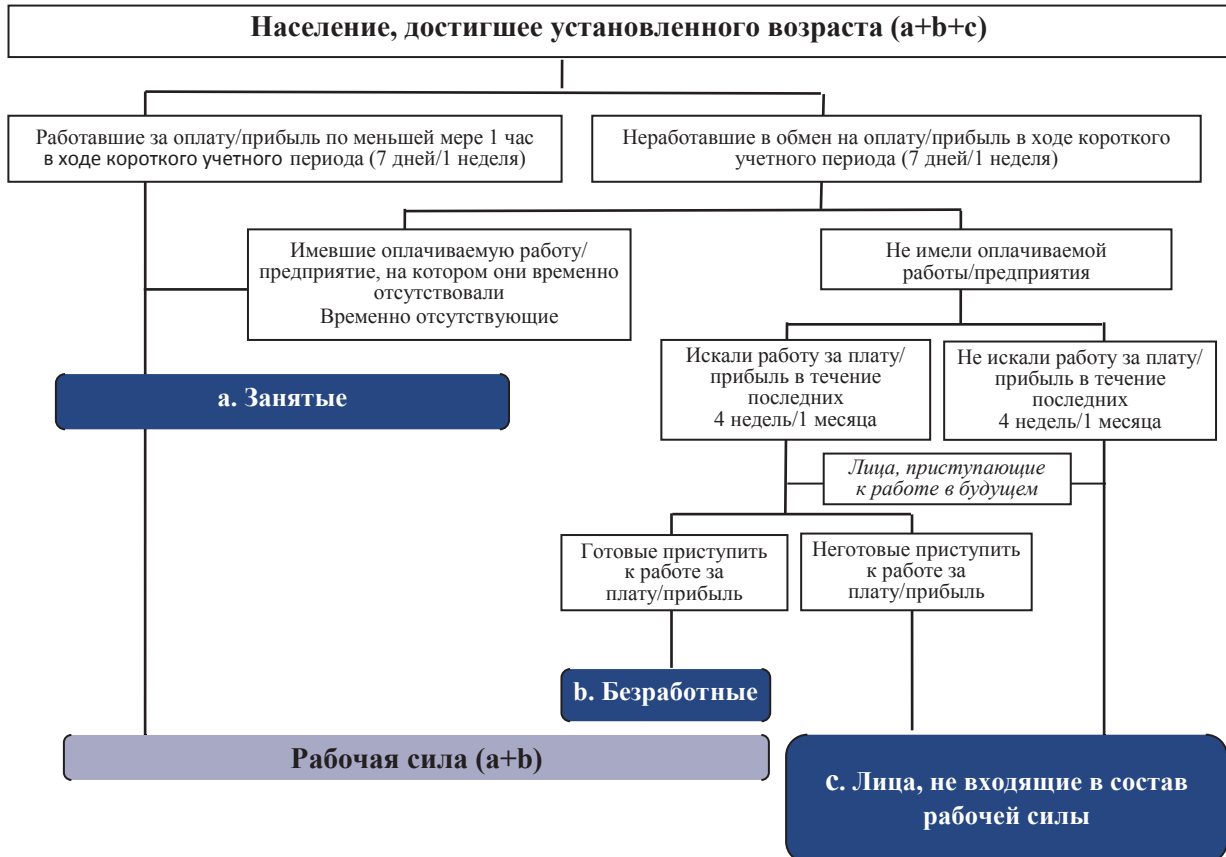 Население, достигшее установленного возраста (a+b+c)
Работавшие за оплату/прибыль по меньшей мере 1 час
в ходе короткого учетного периода (7 дней/1 неделя)
Неработавшие в обмен на оплату/прибыль в ходе короткого
учетного периода (7 дней/1 неделя)
Имевшие оплачиваемую работу/
предприятие, на котором они временно
отсутствовали
Временно отсутствующие
Не имели оплачиваемой
работы/предприятия
Искали работу за плату/
прибыль в течение
последних
4 недель/1 месяца
Не искали работу за плату/
прибыль в течение
последних
4 недель/1 месяца
a. Занятые
Лица, приступающие
к работе в будущем
Готовые приступить
к работе за
плату/прибыль
Неготовые приступить
к работе за
плату/прибыль
b. Безработные
Рабочая сила (a+b)
c. Лица, не входящие в состав
рабочей силы